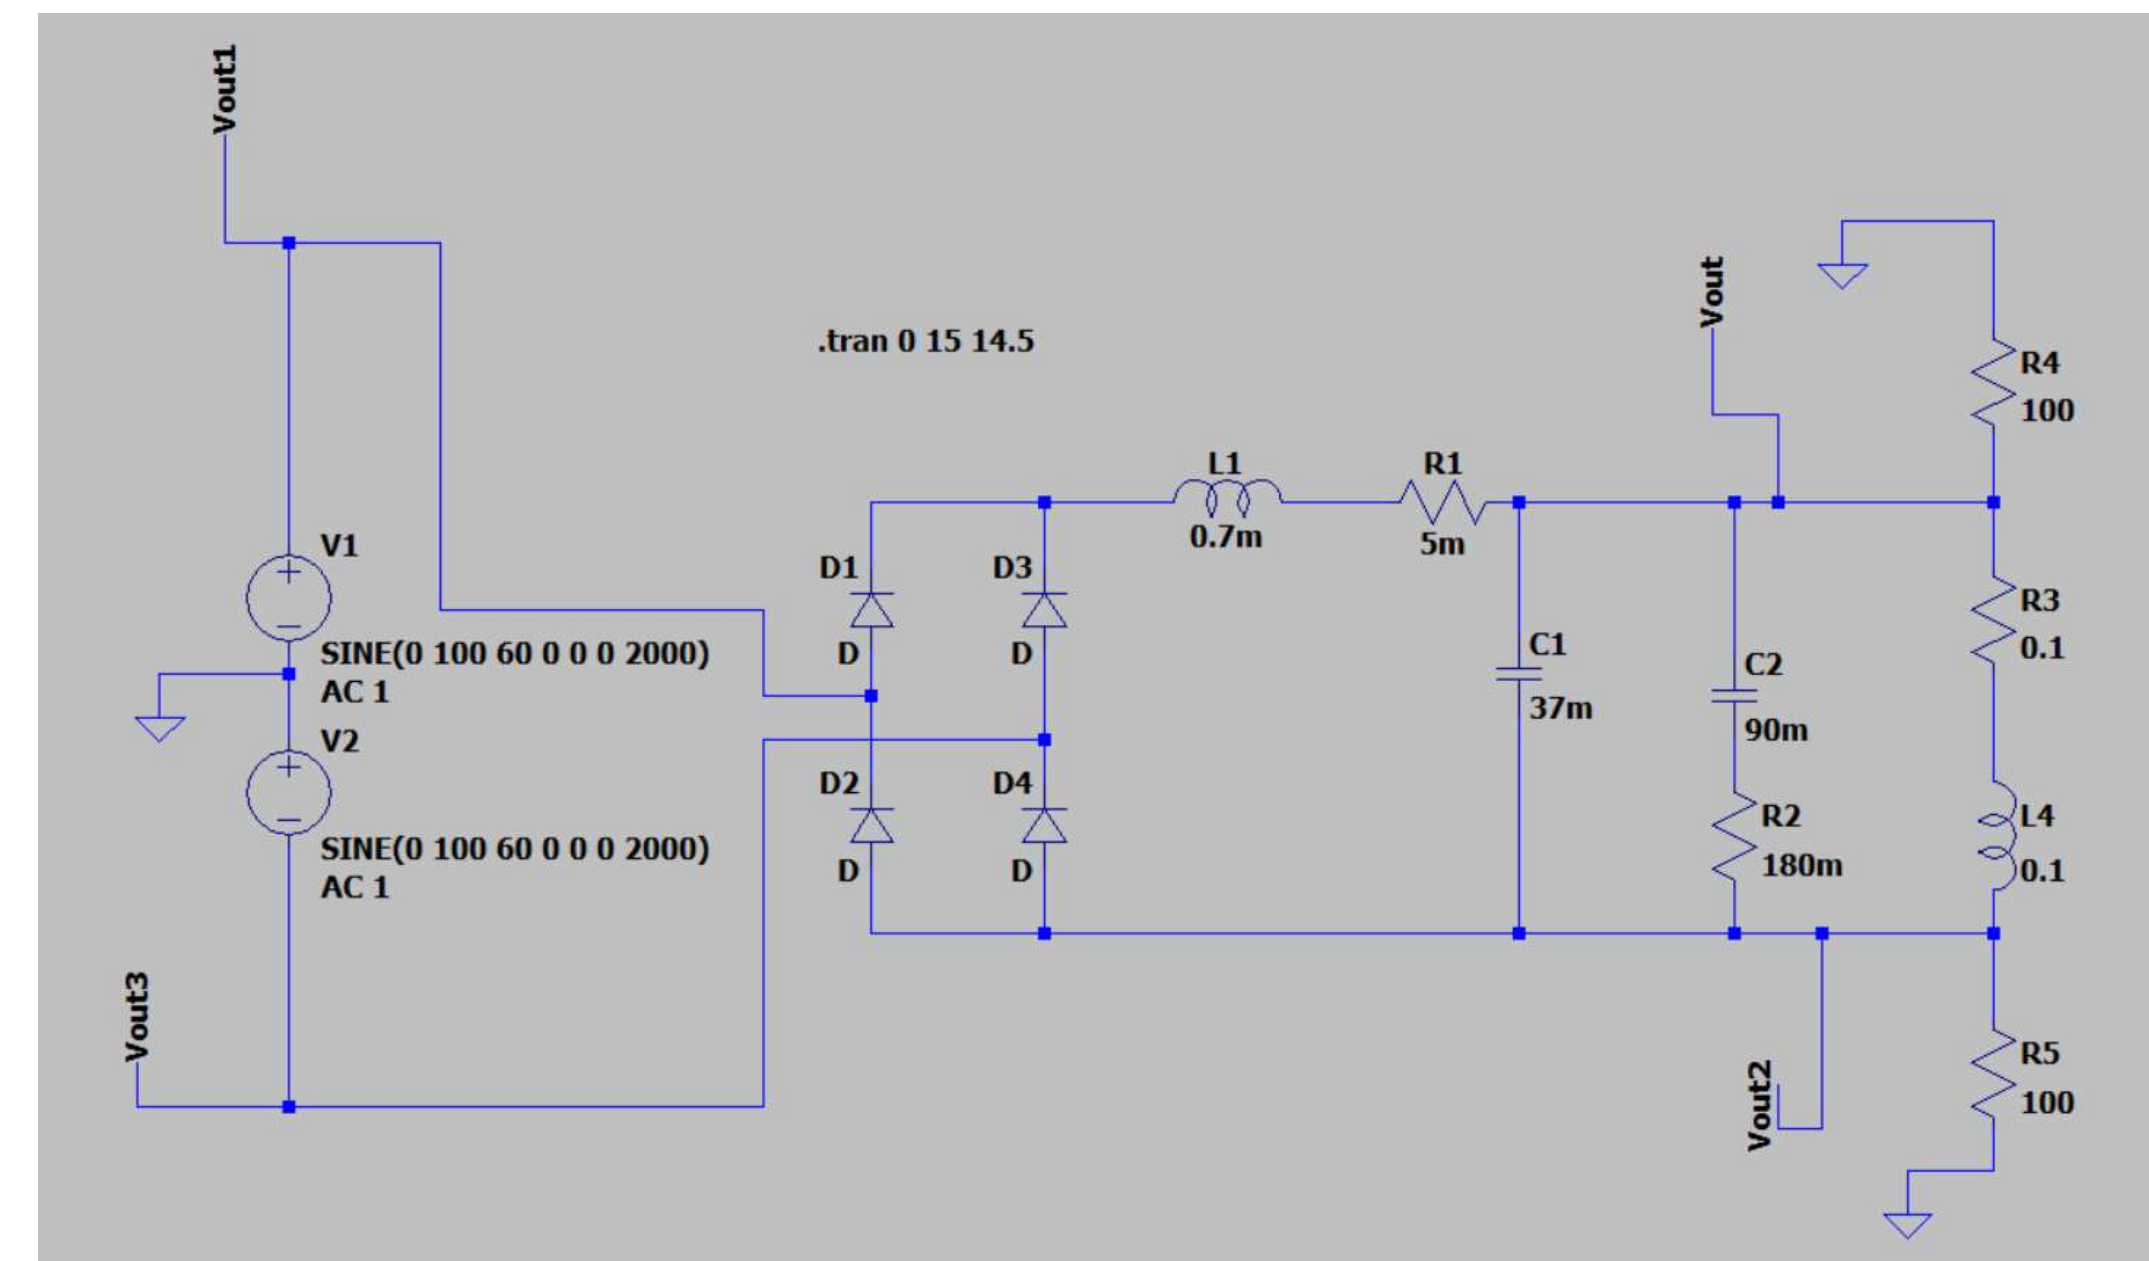 Vout1
.tran 0 15 14.5
Vout
R4
100
L1
0.7m
R1
5m
V1
SINE(0 100 60 0 0 0 2000)
AC 1
D1
D
D3
D
R3
0.1
C1
37m
C2
90m
V2
SINE(0 100 60 0 0 0 2000)
AC 1
D2
D
D4
D
R2
180m
L4
0.1
Vout3
Vout2
R5
100